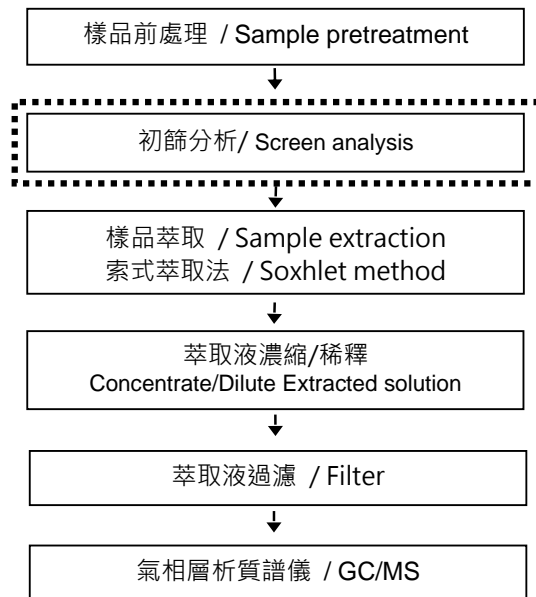 樣品前處理 / Sample pretreatment
初篩分析/ Screen analysis
樣品萃取 / Sample extraction
索式萃取法 / Soxhlet method
萃取液濃縮/稀釋
Concentrate/Dilute Extracted solution
萃取液過濾 / Filter
氣相層析質譜儀 / GC/MS